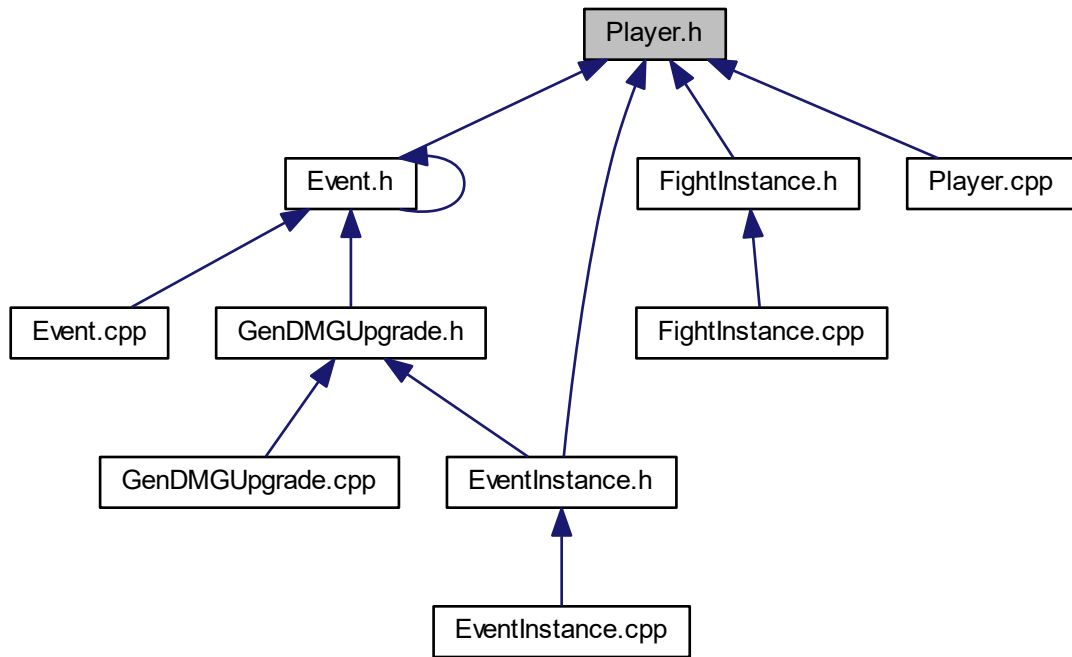 Player.h
Event.h
FightInstance.h
Player.cpp
Event.cpp
GenDMGUpgrade.h
FightInstance.cpp
GenDMGUpgrade.cpp
EventInstance.h
EventInstance.cpp